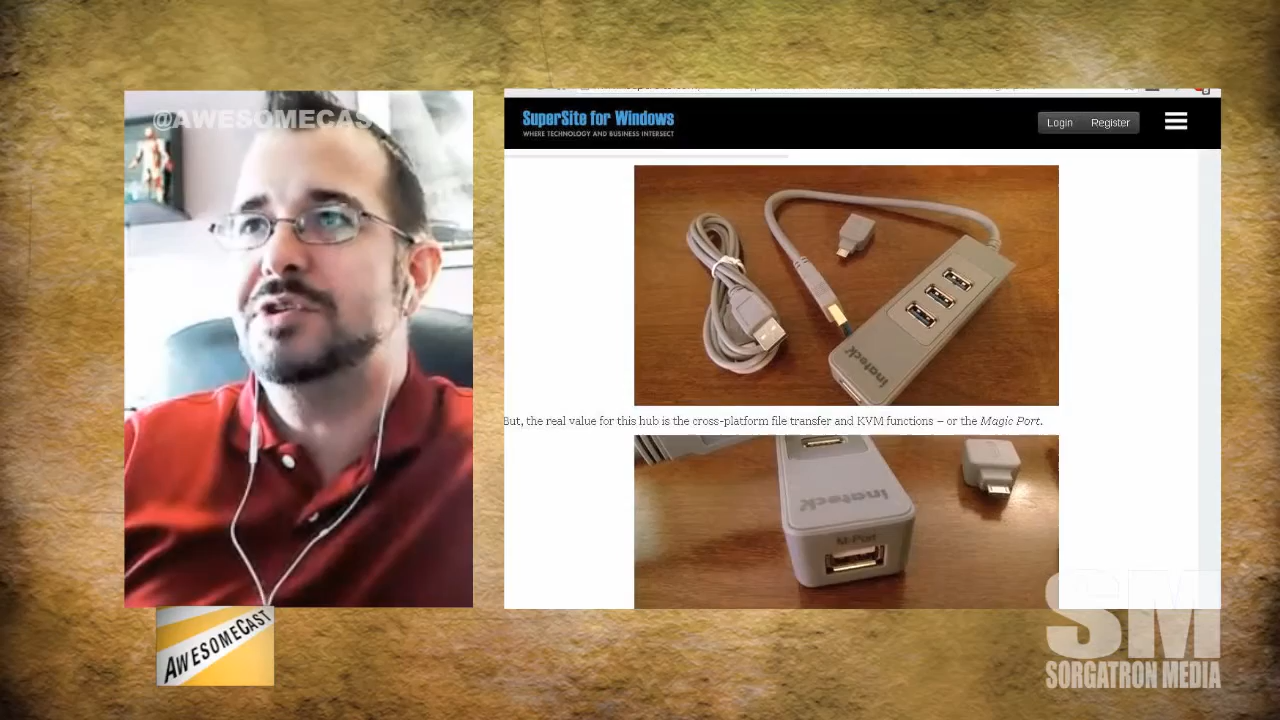 @AWESOMECAS
SuperSite for Windows
WHERE TECHNOLOGY AND BUSINESS INTERSECT
Login
Register
inateck
But, the real value for this hub is the cross-platform file transfer and KVM functions – or the Magic Port.
inateck
M-Port
AWESOMECAST
SM
SORGATRON MEDIA